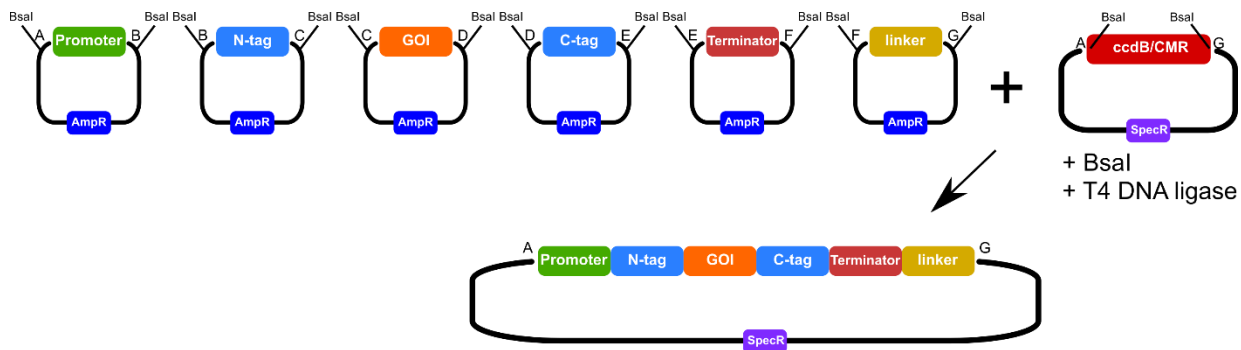 BsaI BsaI BsaI BsaI BsaI BsaI BsaI BsaI BsaI BsaI BsaI BsaI BsaI BsaI
A Promoter B B N-tag C C GOI D D C-tag E E Terminator F F linker G A ccdB/CMR G
AmpR AmpR AmpR AmpR AmpR AmpR + SpecR
+ BsaI
+ T4 DNA ligase
A Promoter N-tag GOI C-tag Terminator linker G
SpecR